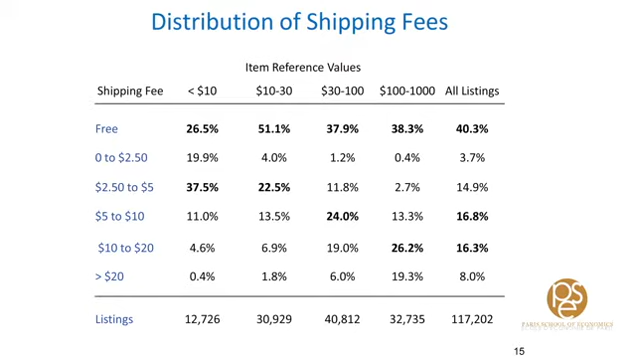 Distribution of Shipping Fees
Item Reference Values
Shipping Fee < $10 $10-30 $30-100 $100-1000 All Listings
Free 26.5% 51.1% 37.9% 38.3% 40.3%
0 to $2.50 19.9% 4.0% 1.2% 0.4% 3.7%
$2.50 to $5 37.5% 22.5% 11.8% 2.7% 14.9%
$5 to $10 11.0% 13.5% 24.0% 13.3% 16.8%
$10 to $20 4.6% 6.9% 19.0% 26.2% 16.3%
> $20 0.4% 1.8% 6.0% 19.3% 8.0%
Listings 12,726 30,929 40,812 32,735 117,202
pse
PARIS SCHOOL OF ECONOMICS
15